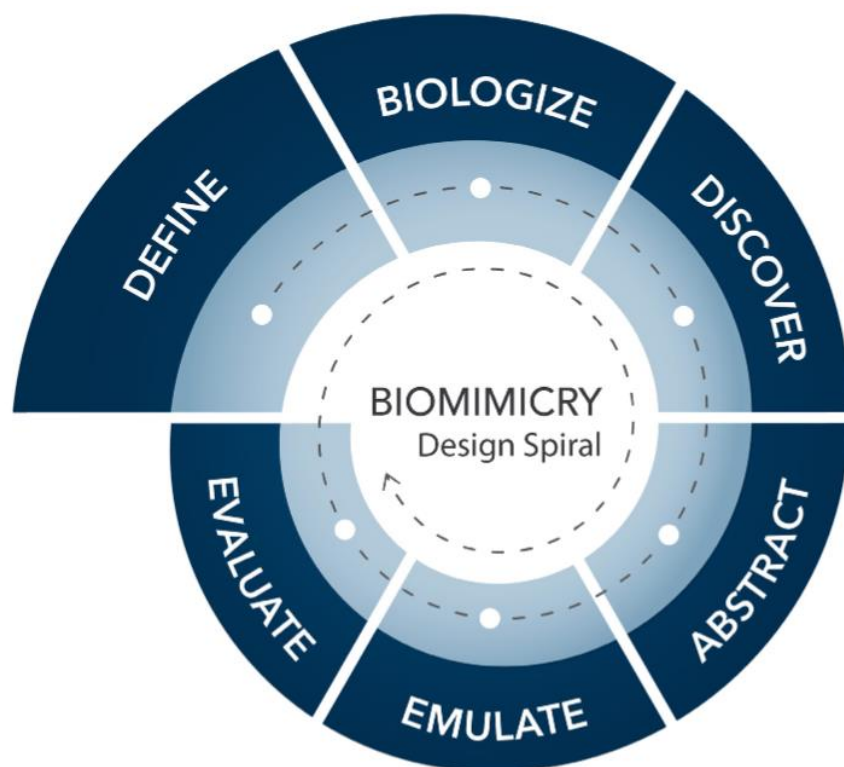 DEFINE
BIOLOGIZE
DISCOVER
ABSTRACT
EMULATE
EVALUATE
BIOMIMICRY
Design Spiral